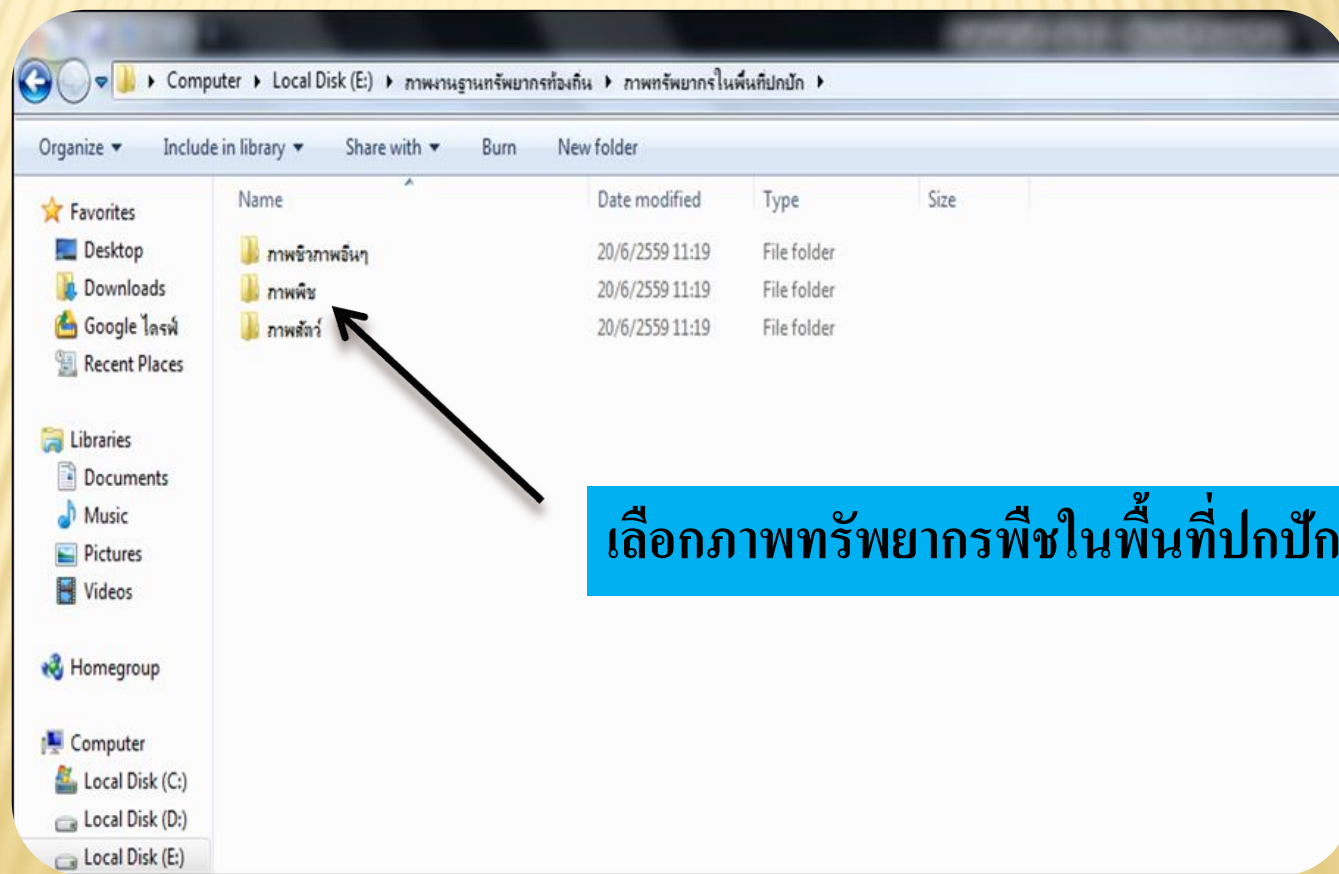 Computer ▸ Local Disk (E:) ▸ ภาพงานฐานทรัพยากรท้องถิ่น ▸ ภาพทรัพยากรในพื้นที่ปกปัก ▸
Organize ▾ Include in library ▾ Share with ▾ Burn New folder
Name Date modified Type Size
Favorites
Desktop
Downloads
Google ไดรฟ์
Recent Places
Libraries
Documents
Music
Pictures
Videos
Homegroup
Computer
Local Disk (C:)
Local Disk (D:)
Local Disk (E:)
ภาพชีวภาพอื่นๆ 20/6/2559 11:19 File folder
ภาพพืช 20/6/2559 11:19 File folder
ภาพสัตว์ 20/6/2559 11:19 File folder
เลือกภาพทรัพยากรพืชในพื้นที่ปกปัก